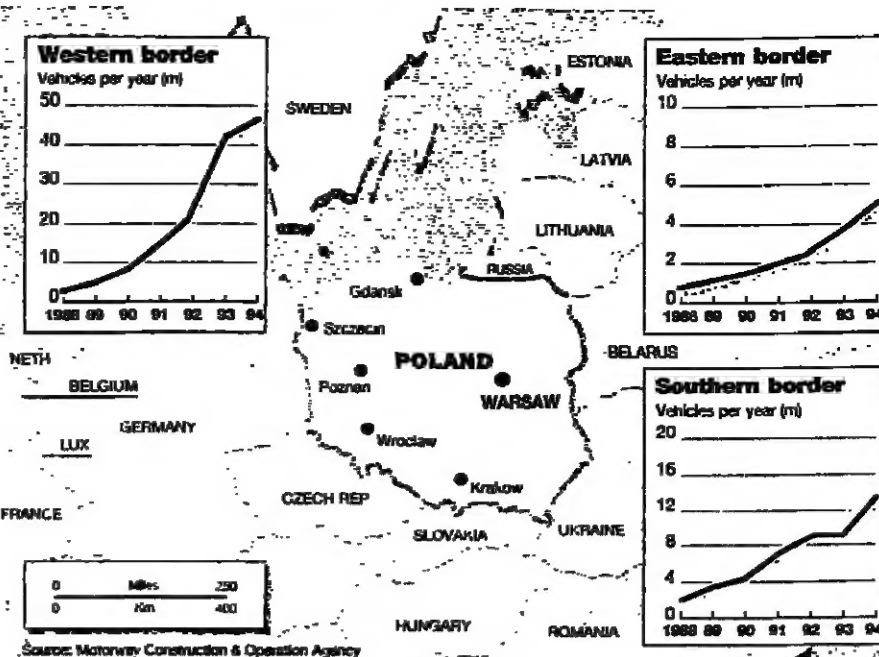 Western border
Vehicles per year (m)
50
40
30
20
10
0
1988 89 90 91 92 93 94
Eastern border
Vehicles per year (m)
10
8
6
4
2
0
1988 89 90 91 92 93 94
Southern border
Vehicles per year (m)
20
16
12
8
4
0
1988 89 90 91 92 93 94
SWEDEN
ESTONIA
LATVIA
LITHUANIA
RUSSIA
Gdansk
Szczecin
NETH
POLAND
BELARUS
Poznan
WARSAW
BELGIUM
GERMANY
Wroclaw
LUX
Krakow
CZECH REP
FRANCE
SLOVAKIA
UKRAINE
0 Miles 250
0 Km 400
HUNGARY
ROMANIA
Source: Motorway Construction & Operation Agency